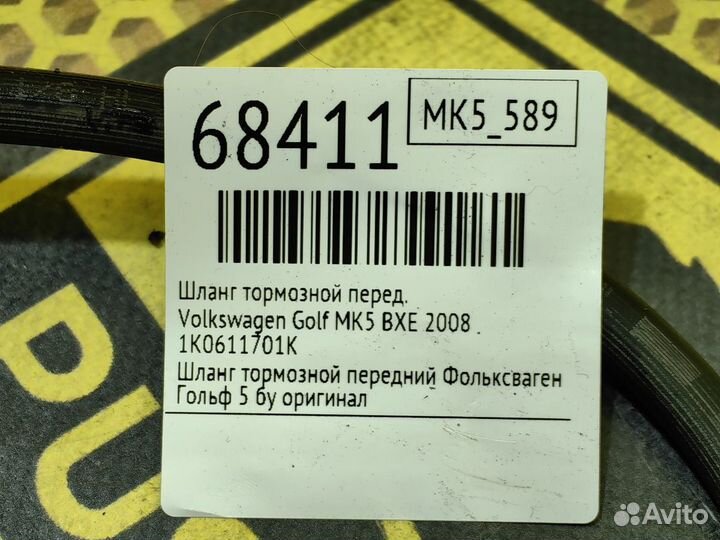 68411
MK5_589
Шланг тормозной перед.
Volkswagen Golf MK5 BXE 2008 .
1K0611701K
Шланг тормозной передний Фольксваген
Гольф 5 бу оригинал
Avito